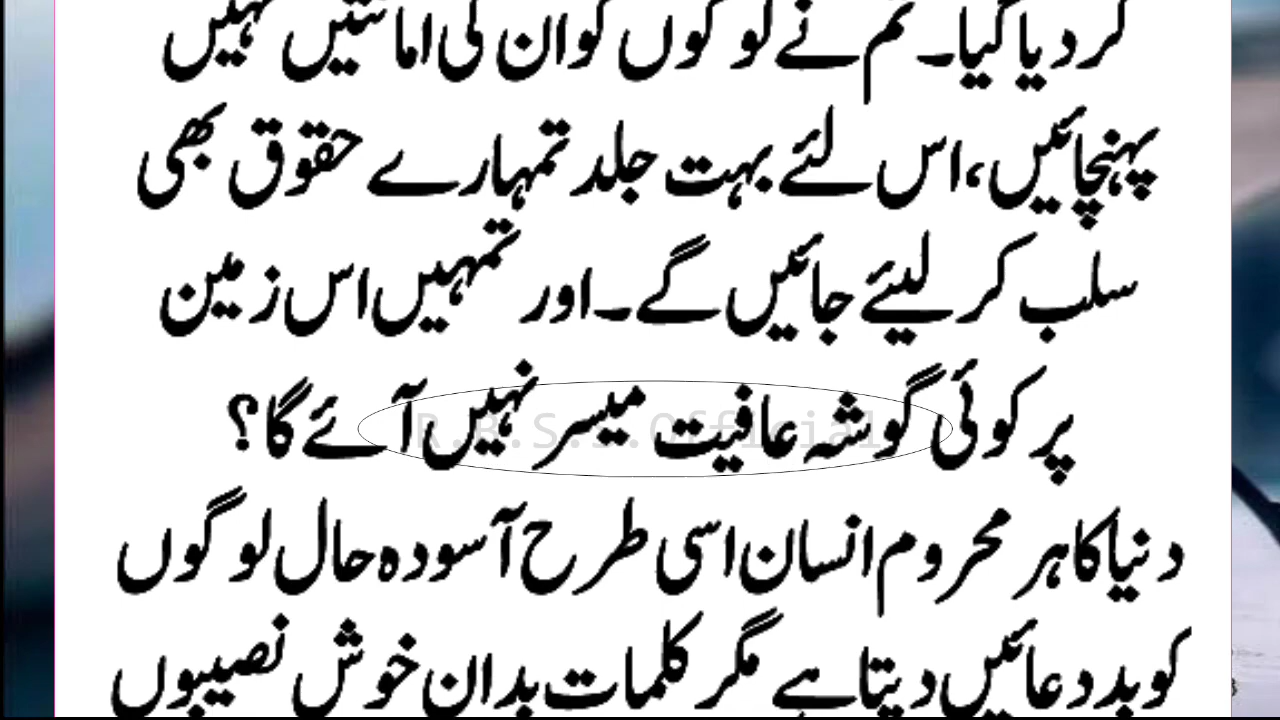 کر دیا گیا۔ تم نے لوگوں کو ان کی امانتیں نہیں
پہنچائیں، اس لئے بہت جلد تمہارے حقوق بھی
سلب کر لیئے جائیں گے۔ اور تمہیں اس زمین
پر کوئی گوشہ عافیت میسر نہیں آئے گا؟
دنیا کا ہر محروم انسان اسی طرح آسودہ حال لوگوں
کو بددعائیں دیتا ہے مگر کلمات بدان خوش نصیبوں